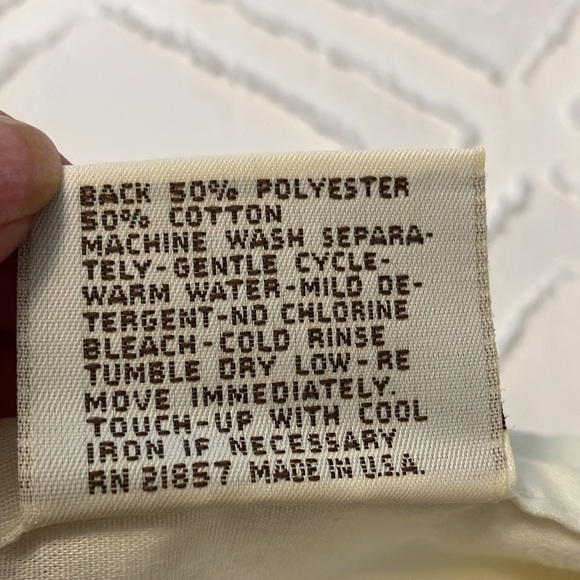 BACK 50% POLYESTER
50% COTTON
MACHINE WASH SEPARA-
TELY-GENTLE CYCLE-
WARM WATER-MILD DE-
TERGENT-NO CHLORINE
BLEACH-COLD RINSE
TUMBLE DRY LOW-RE
MOVE IMMEDIATELY.
TOUCH-UP WITH COOL
IRON IF NECESSARY
RN 21857 MADE IN U.S.A.